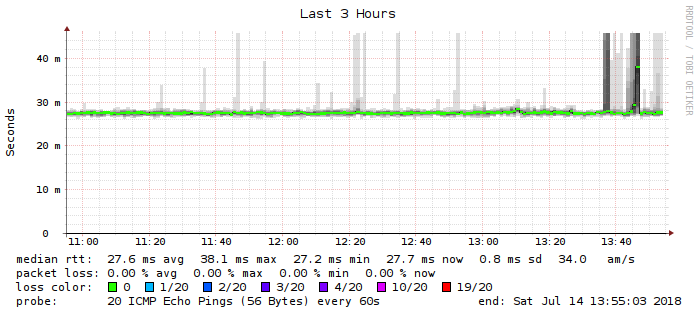 Last 3 Hours
RRDTOOL / TOBI OETIKER
Seconds
40 m
30 m
20 m
10 m
0
11:00 11:20 11:40 12:00 12:20 12:40 13:00 13:20 13:40
median rtt: 27.6 ms avg 38.1 ms max 27.2 ms min 27.7 ms now 0.8 ms sd 34.0 am/s
packet loss: 0.00 % avg 0.00 % max 0.00 % min 0.00 % now
loss color: 0 1/20 2/20 3/20 4/20 10/20 19/20
probe: 20 ICMP Echo Pings (56 Bytes) every 60s end: Sat Jul 14 13:55:03 2018